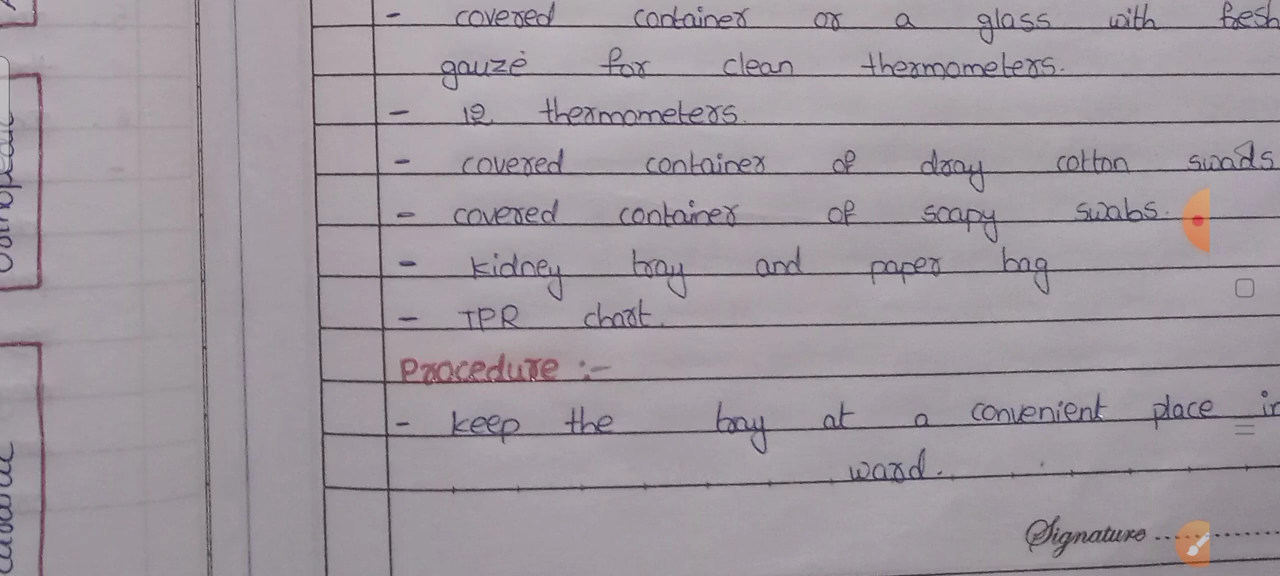 - covered container or a glass with fresh
gauze for clean thermometers.
- 12 thermometers.
- covered container of dray cotton swads
- covered container of soapy swabs.
- kidney tray and paper bag
- TPR chart.
Procedure :-
- keep the tray at a convenient place in
ward.
Signature ..............